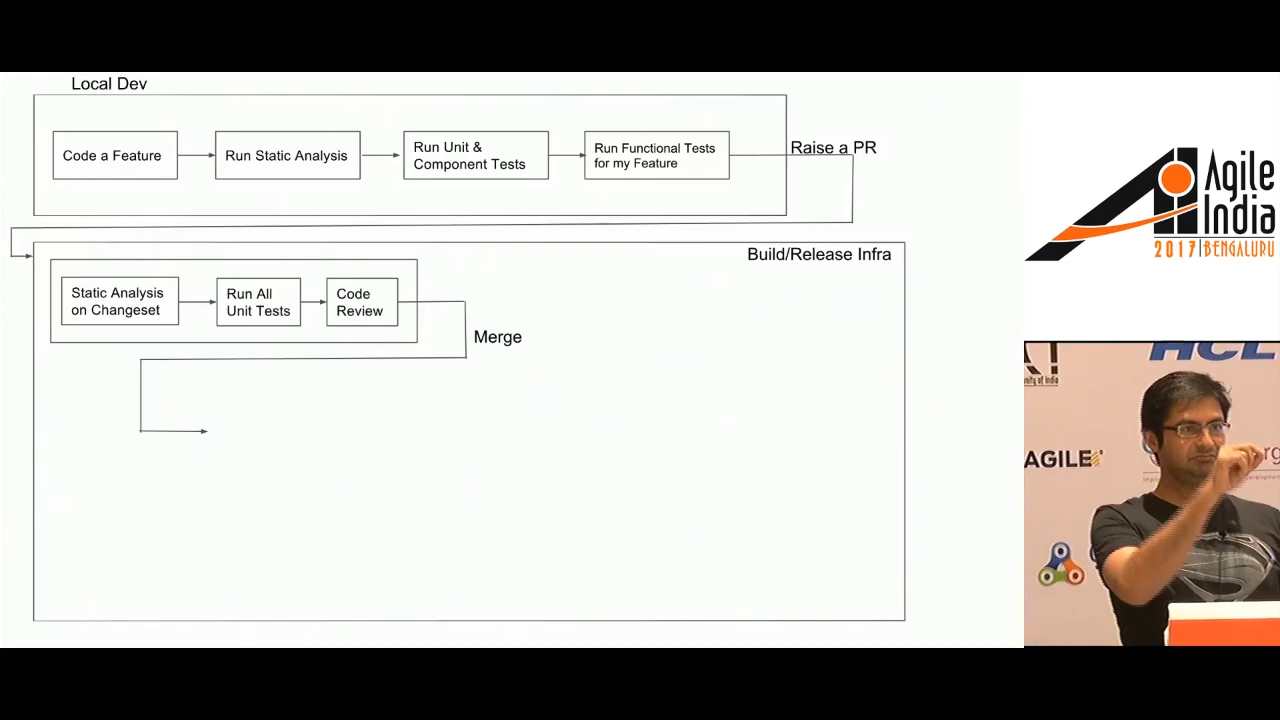 Local Dev
Code a Feature
Run Static Analysis
Run Unit &
Component Tests
Run Functional Tests
for my Feature
Raise a PR
Build/Release Infra
Static Analysis
on Changeset
Run All
Unit Tests
Code
Review
Merge
Agile
India
2017 | BENGALURU
HCL
AGILE